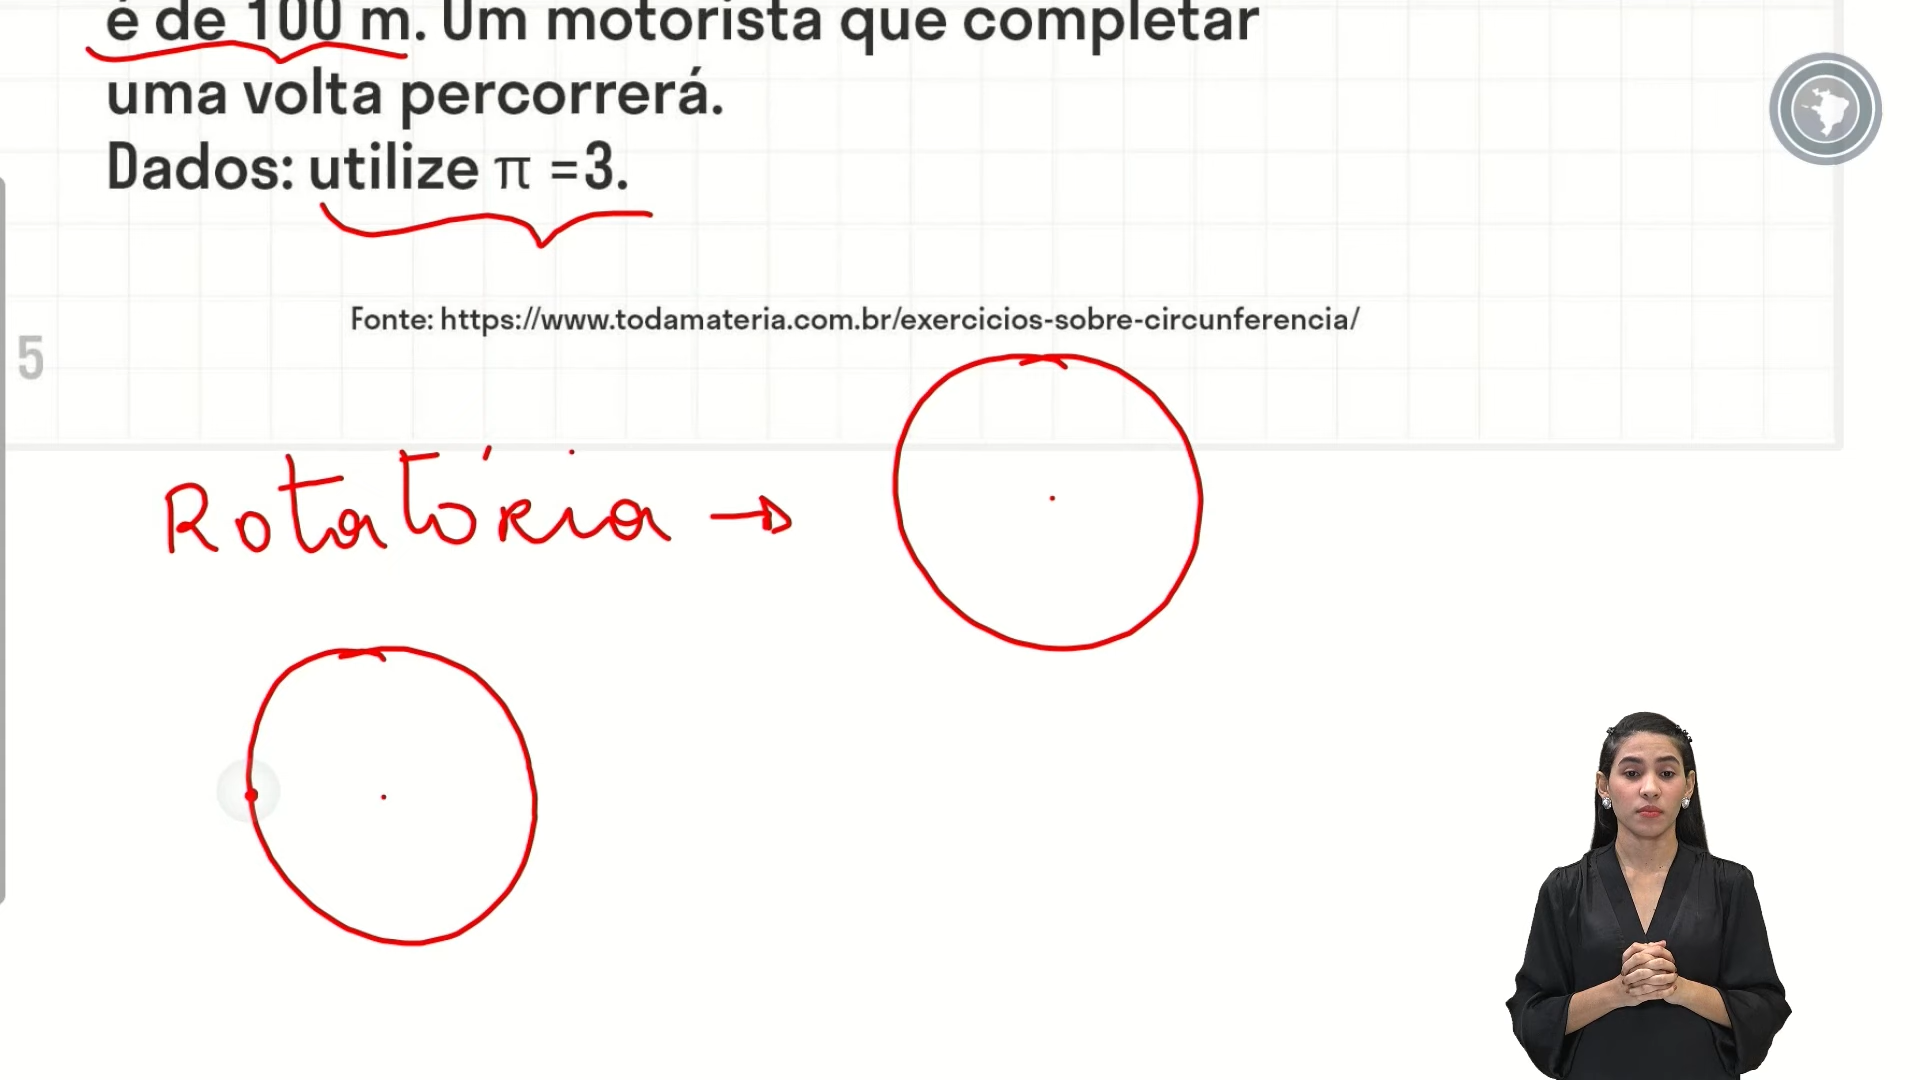 é de 100 m. Um motorista que completar
uma volta percorrerá.
Dados: utilize π =3.
Fonte: https://www.todamateria.com.br/exercicios-sobre-circunferencia/
5
Rotatória →